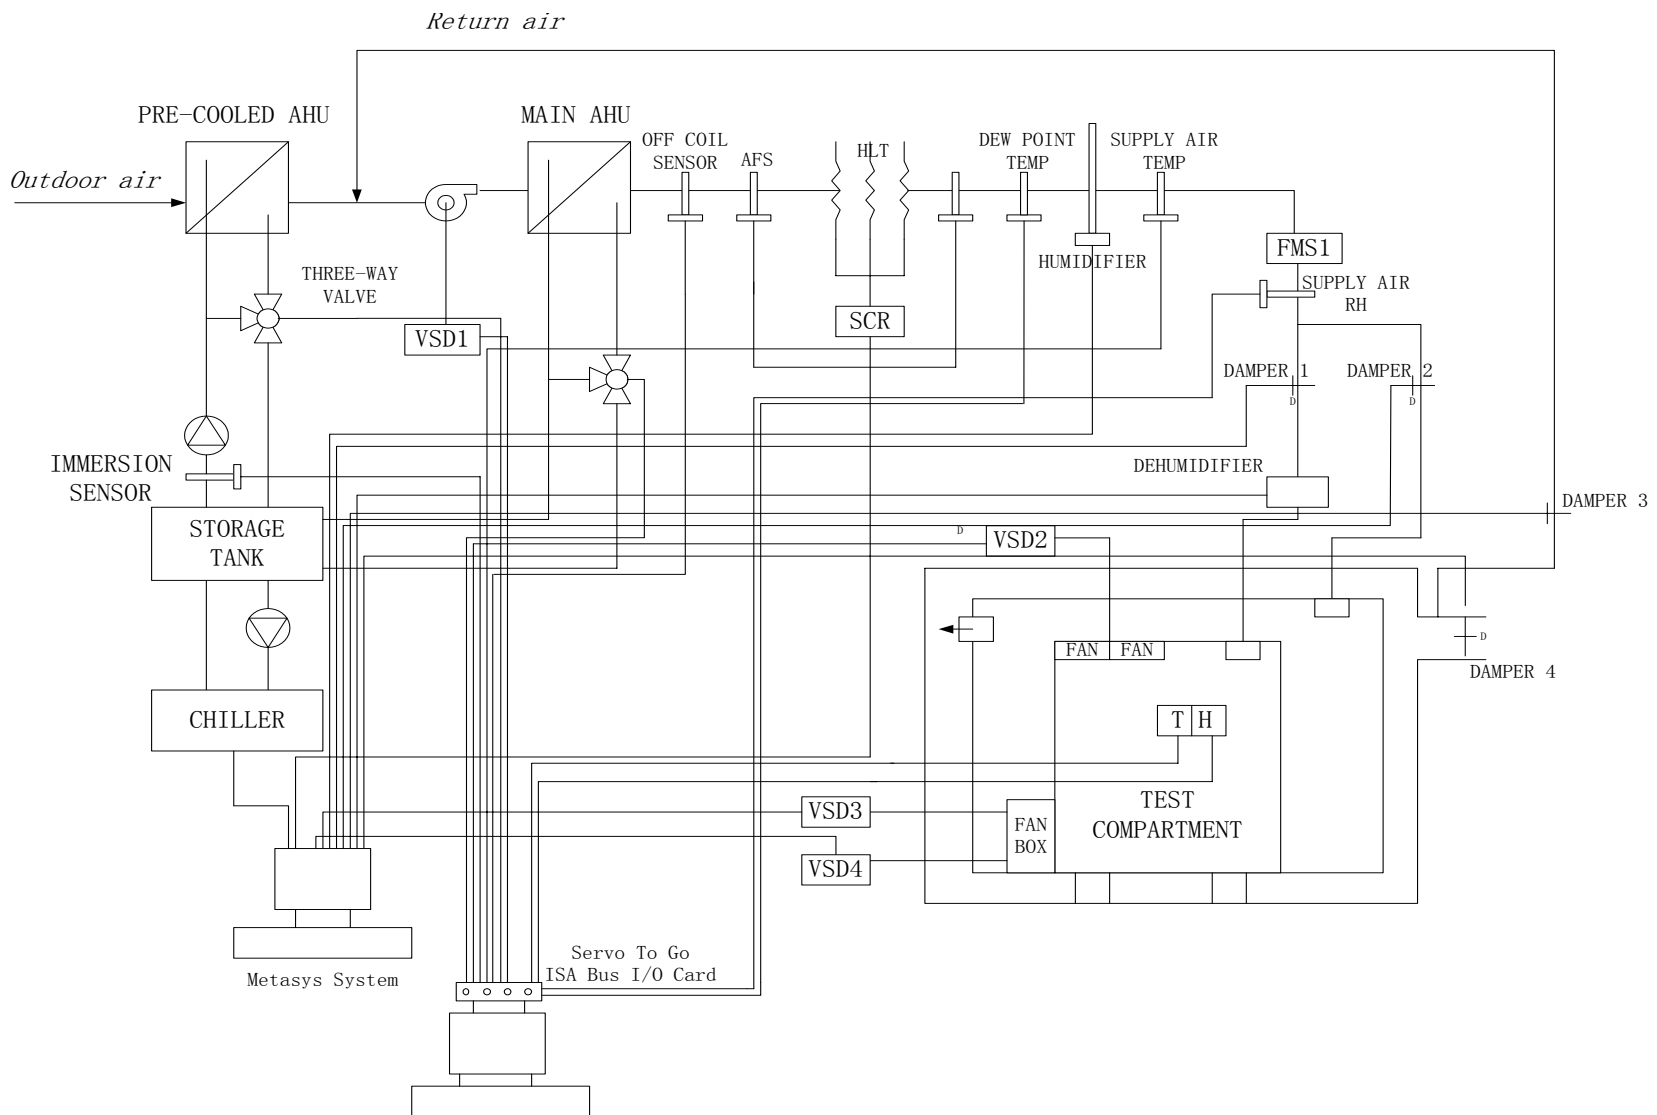 Return air
PRE-COOLED AHU
MAIN AHU
OFF COIL
SENSOR
AFS
HLT
DEW POINT
TEMP
SUPPLY AIR
TEMP
Outdoor air
FMS1
HUMIDIFIER
THREE-WAY
VALVE
SUPPLY AIR
RH
SCR
VSD1
DAMPER 1
DAMPER 2
D
D
IMMERSION
SENSOR
DEHUMIDIFIER
DAMPER 3
STORAGE
TANK
D
VSD2
D
FAN
FAN
DAMPER 4
CHILLER
T H
TEST
COMPARTMENT
VSD3
FAN
BOX
VSD4
Servo To Go
ISA Bus I/O Card
Metasys System